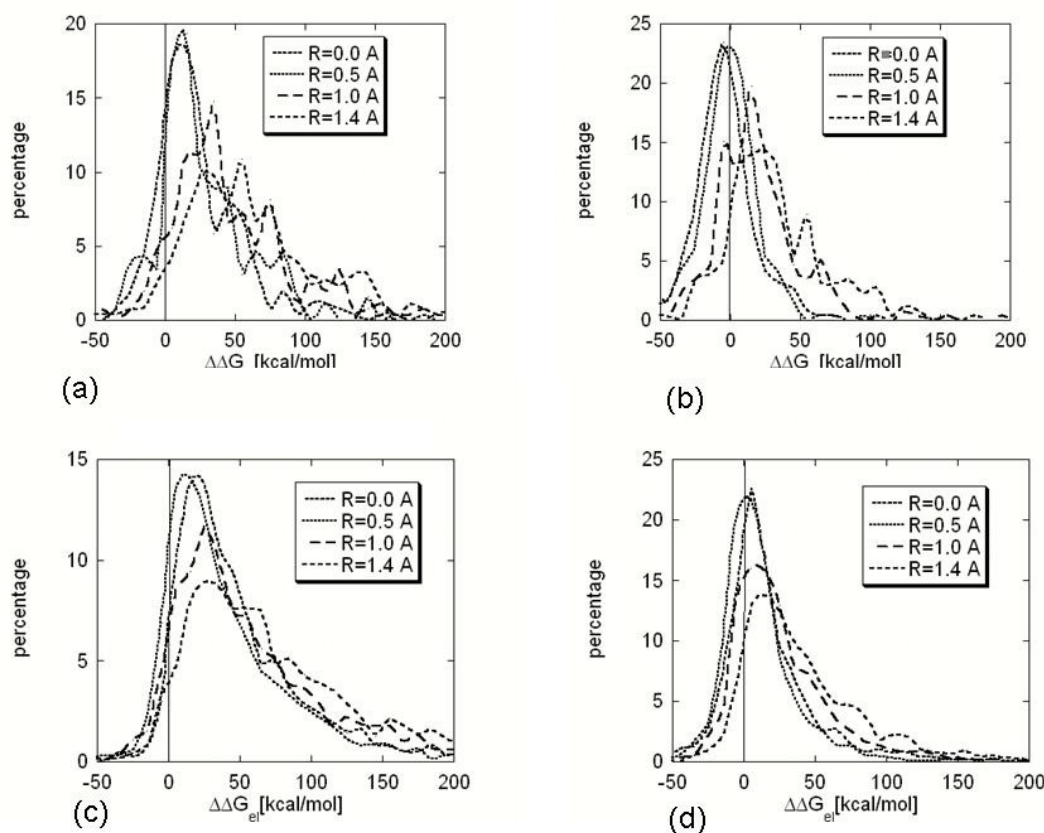 20
15
10
5
0
percentage
R=0.0 A
R=0.5 A
R=1.0 A
R=1.4 A
-50 0 50 100 150 200
ΔΔG [kcal/mol]
(a)
25
20
15
10
5
0
percentage
R=0.0 A
R=0.5 A
R=1.0 A
R=1.4 A
-50 0 50 100 150 200
ΔΔG [kcal/mol]
(b)
15
10
5
0
percentage
R=0.0 A
R=0.5 A
R=1.0 A
R=1.4 A
-50 0 50 100 150 200
ΔΔGel[kcal/mol]
(c)
25
20
15
10
5
0
percentage
R=0.0 A
R=0.5 A
R=1.0 A
R=1.4 A
-50 0 50 100 150 200
ΔΔGel[kcal/mol]
(d)